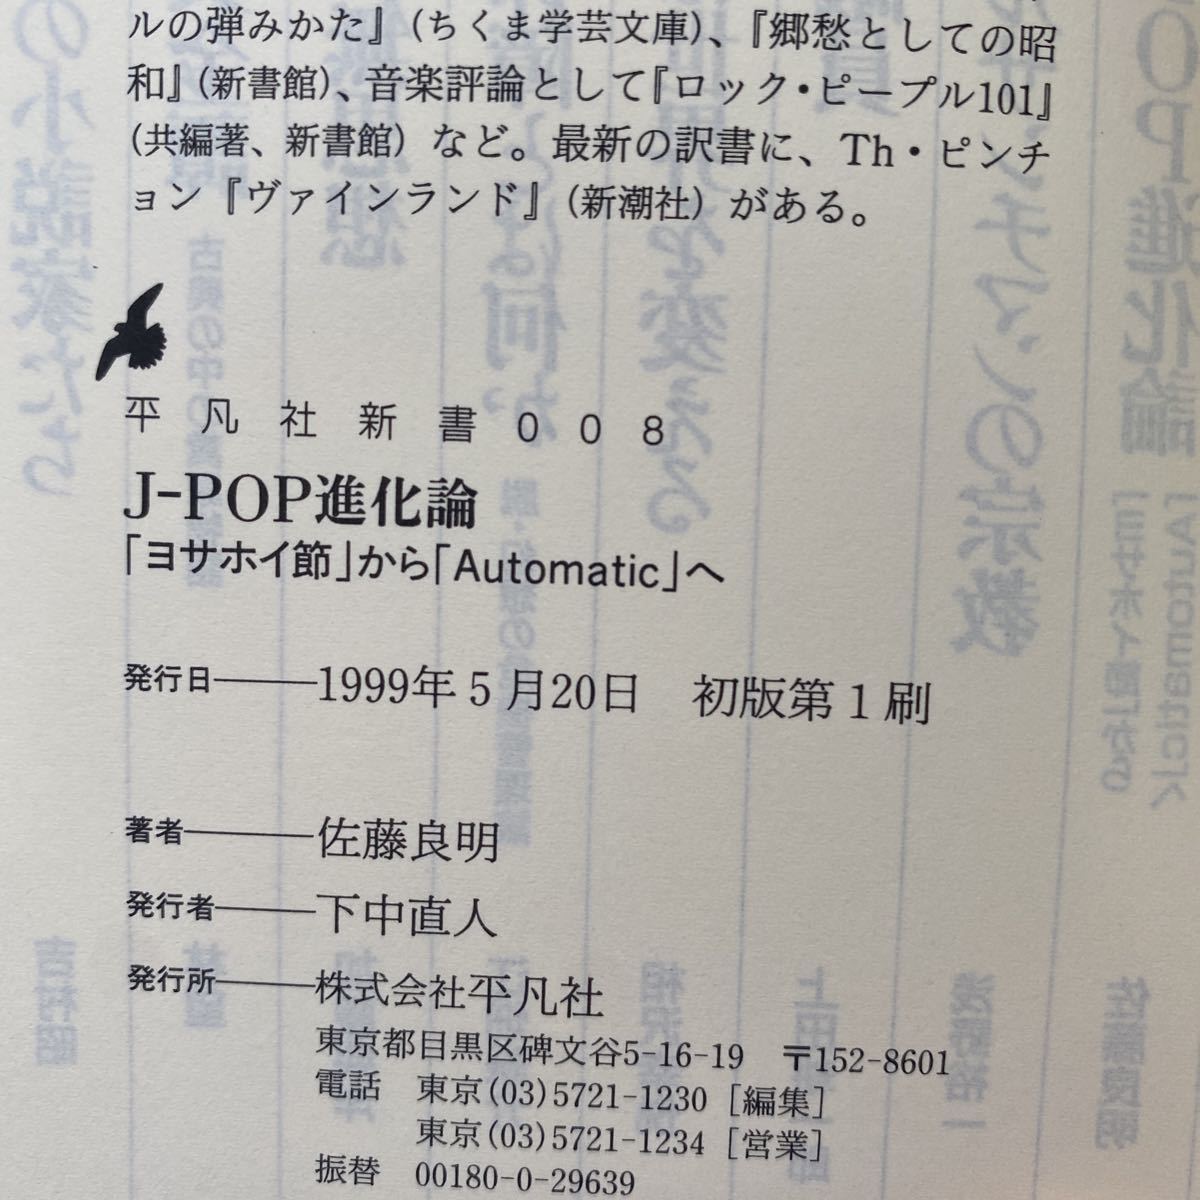 ルの弾みかた』(ちくま学芸文庫)、『郷愁としての昭
和』(新書館)、音楽評論として『ロック・ピープル101』
(共編著、新書館)など。最新の訳書に、Th・ピンチ
ョン『ヴァインランド』(新潮社)がある。
平凡社新書008
J-POP進化論
「ヨサホイ節」から「Automatic」へ
発行日――1999年5月20日　初版第1刷
著者――佐藤良明
発行者――下中直人
発行所――株式会社平凡社
東京都目黒区碑文谷5-16-19　〒152-8601
電話　東京(03)5721-1230［編集］
東京(03)5721-1234［営業］
振替　00180-0-29639